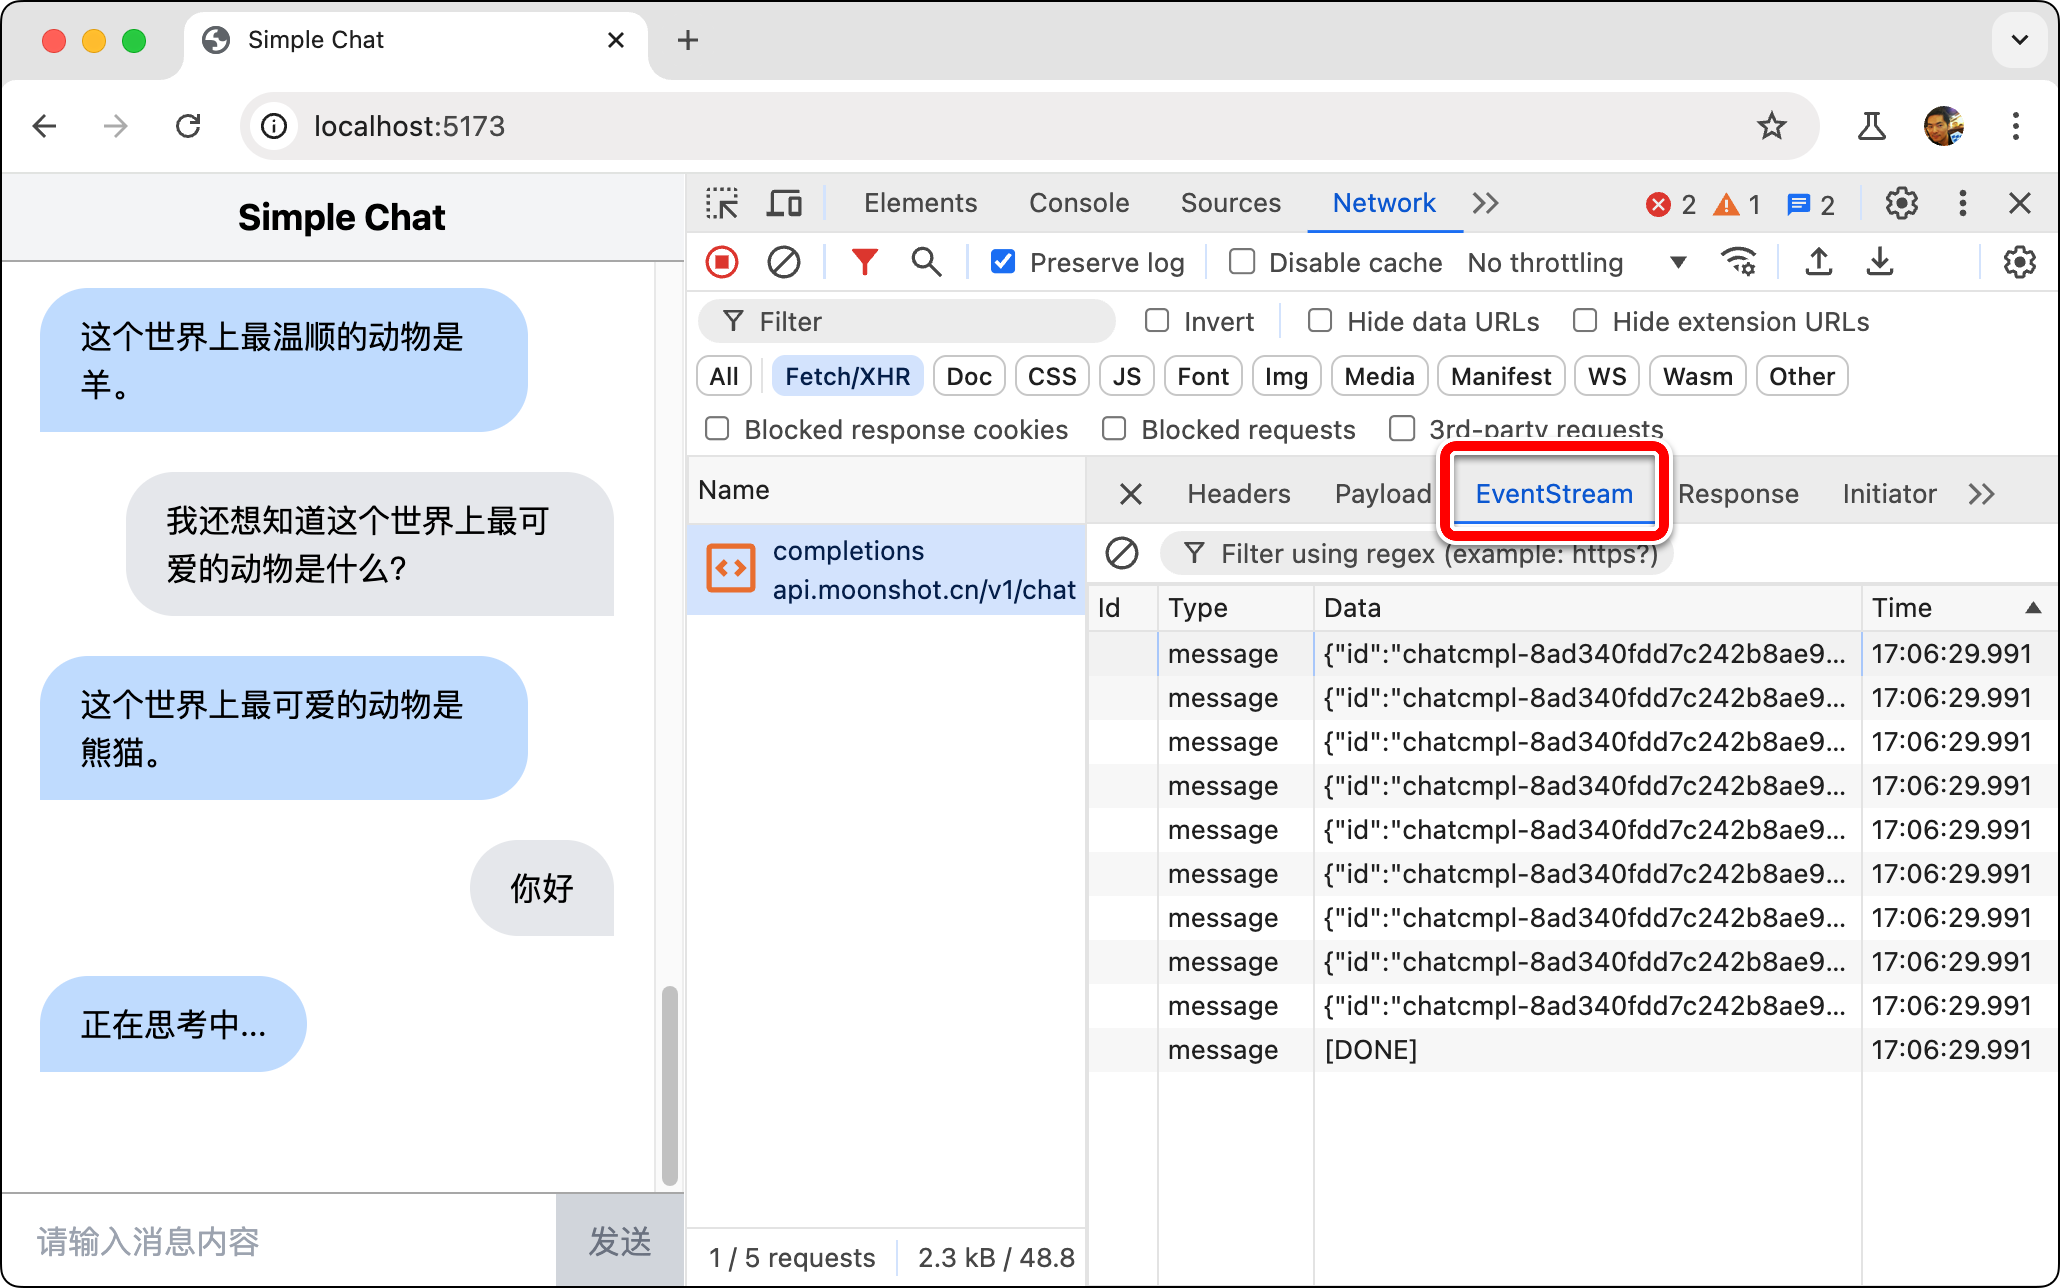 Simple Chat
localhost:5173
Simple Chat
这个世界上最温顺的动物是
羊。
我还想知道这个世界上最可
爱的动物是什么?
这个世界上最可爱的动物是
熊猫。
你好
正在思考中...
请输入消息内容
发送
Elements Console Sources Network 2 1 2
Preserve log Disable cache No throttling
Filter Invert Hide data URLs Hide extension URLs
All Fetch/XHR Doc CSS JS Font Img Media Manifest WS Wasm Other
Blocked response cookies Blocked requests 3rd-party requests
Name
completions
api.moonshot.cn/v1/chat
1 / 5 requests 2.3 kB / 48.8
Headers Payload EventStream Response Initiator
Filter using regex (example: https?)
Id Type Data Time
message {"id":"chatcmpl-8ad340fdd7c242b8ae9... 17:06:29.991
message {"id":"chatcmpl-8ad340fdd7c242b8ae9... 17:06:29.991
message {"id":"chatcmpl-8ad340fdd7c242b8ae9... 17:06:29.991
message {"id":"chatcmpl-8ad340fdd7c242b8ae9... 17:06:29.991
message {"id":"chatcmpl-8ad340fdd7c242b8ae9... 17:06:29.991
message {"id":"chatcmpl-8ad340fdd7c242b8ae9... 17:06:29.991
message {"id":"chatcmpl-8ad340fdd7c242b8ae9... 17:06:29.991
message {"id":"chatcmpl-8ad340fdd7c242b8ae9... 17:06:29.991
message {"id":"chatcmpl-8ad340fdd7c242b8ae9... 17:06:29.991
message [DONE] 17:06:29.991